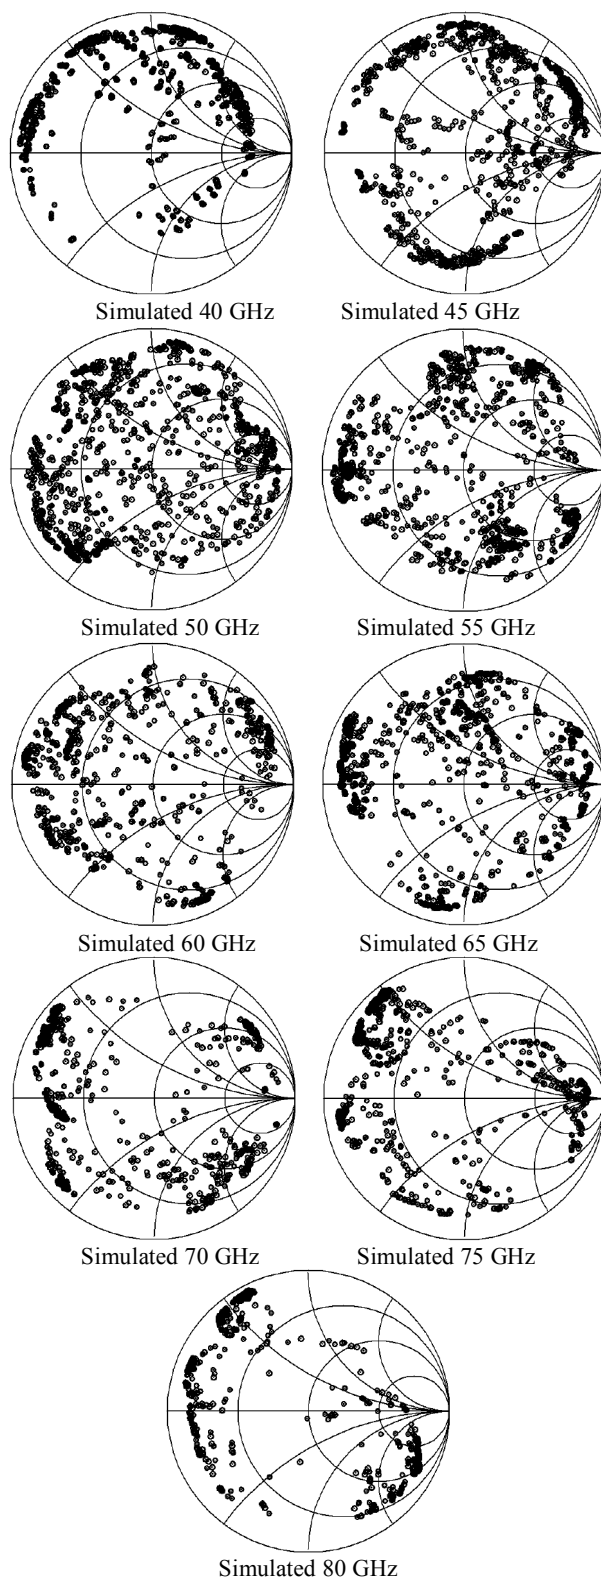 Simulated 40 GHz
Simulated 45 GHz
Simulated 50 GHz
Simulated 55 GHz
Simulated 60 GHz
Simulated 65 GHz
Simulated 70 GHz
Simulated 75 GHz
Simulated 80 GHz